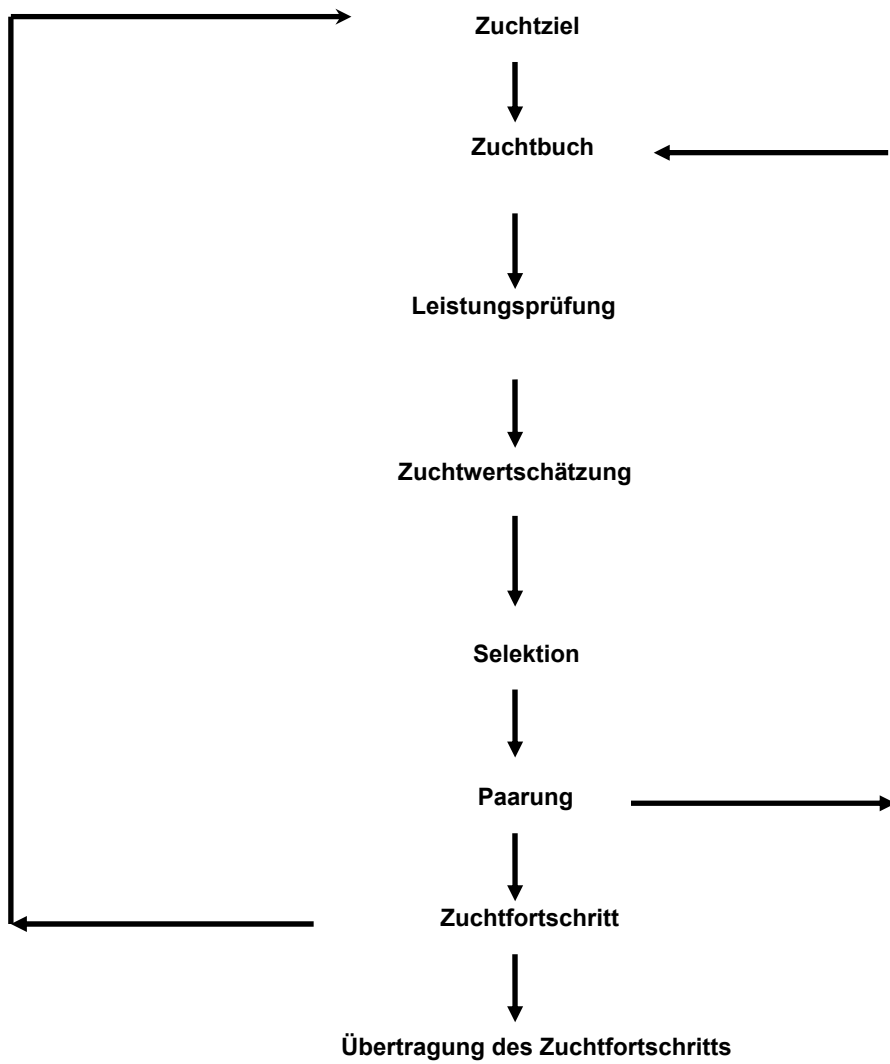 Zuchtziel
Zuchtbuch
Leistungsprüfung
Zuchtwertschätzung
Selektion
Paarung
Zuchtfortschritt
Übertragung des Zuchtfortschritts